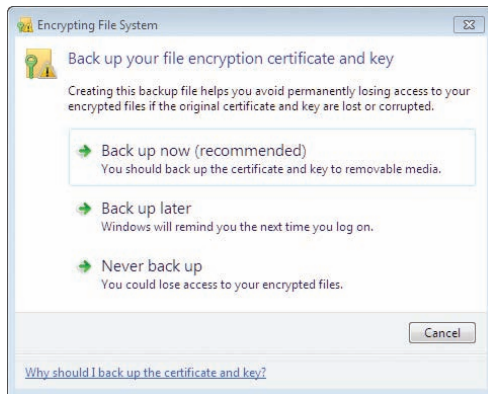 Encrypting File System
Back up your file encryption certificate and key
Creating this backup file helps you avoid permanently losing access to your
encrypted files if the original certificate and key are lost or corrupted.
Back up now (recommended)
You should back up the certificate and key to removable media.
Back up later
Windows will remind you the next time you log on.
Never back up
You could lose access to your encrypted files.
Cancel
Why should I back up the certificate and key?